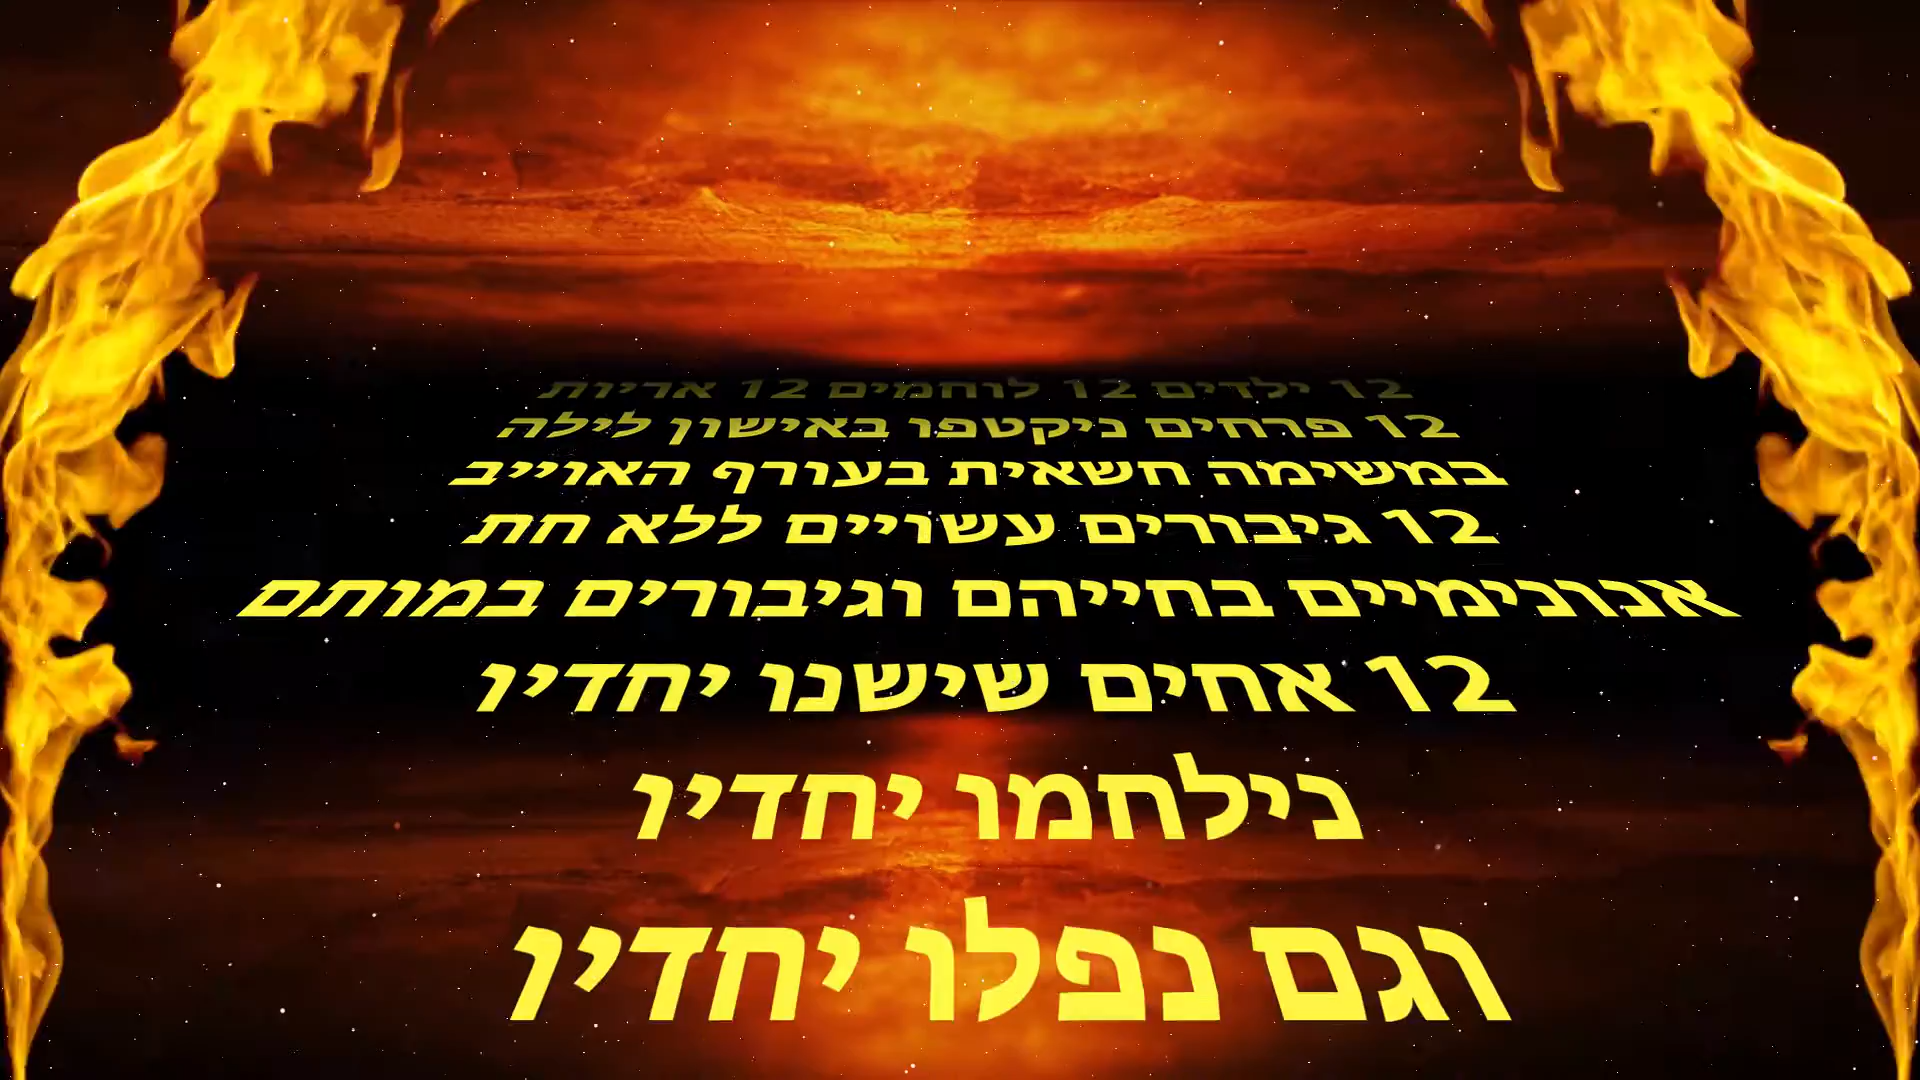 12 ילדים 12 לוחמים 12 אריות
12 פרחים ניקטפו באישון לילה
במשימה חשאית בעורף האוייב
12 גיבורים עשויים ללא חת
אנונימיים בחייהם וגיבורים במותם
12 אחים שישנו יחדיו
נילחמו יחדיו
וגם נפלו יחדיו